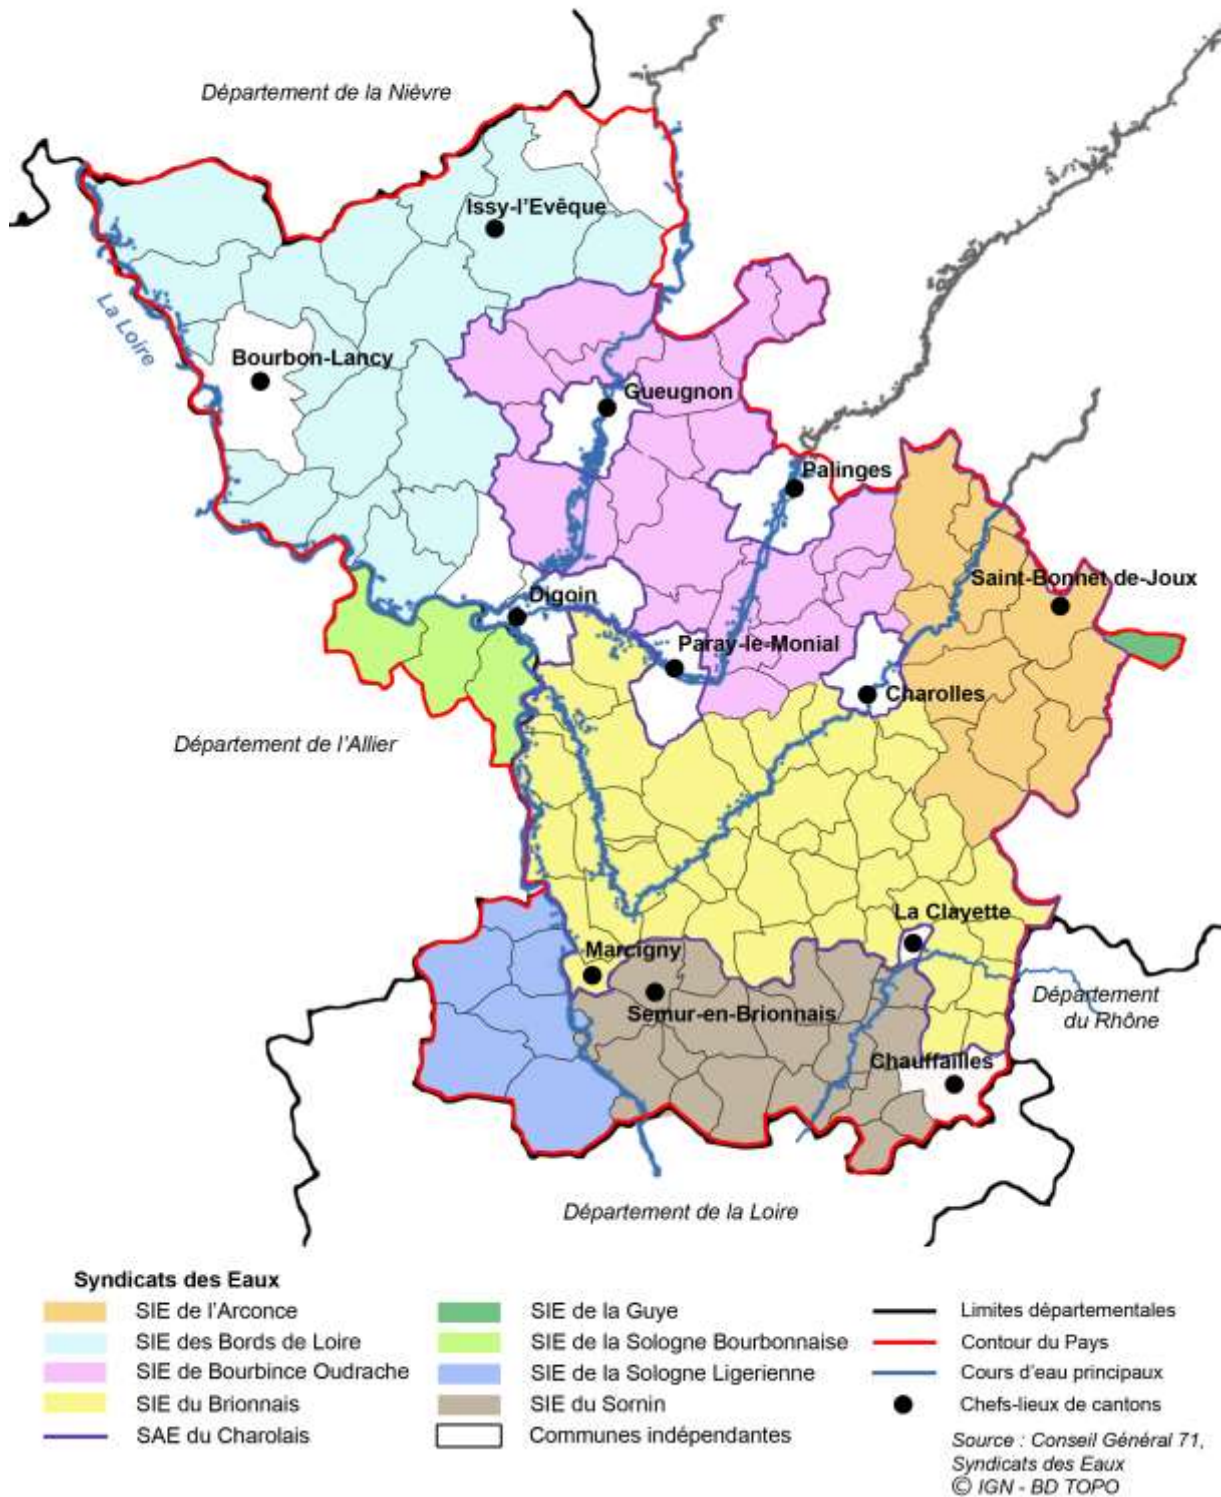 Département de la Nièvre
Issy-l'Evêque
La Loire
Bourbon-Lancy
Gueugnon
Palinges
Saint-Bonnet de-Joux
Digoin
Paray-le-Monial
Charolles
Département de l'Allier
La Clayette
Marcigny
Semur-en-Brionnais
Département
du Rhône
Chauffailles
Département de la Loire
Syndicats des Eaux
SIE de l'Arconce
SIE des Bords de Loire
SIE de Bourbince Oudrache
SIE du Brionnais
SAE du Charolais
SIE de la Guye
SIE de la Sologne Bourbonnaise
SIE de la Sologne Ligerienne
SIE du Sornin
Communes indépendantes
Limites départementales
Contour du Pays
Cours d'eau principaux
Chefs-lieux de cantons
Source : Conseil Général 71,
Syndicats des Eaux
© IGN - BD TOPO